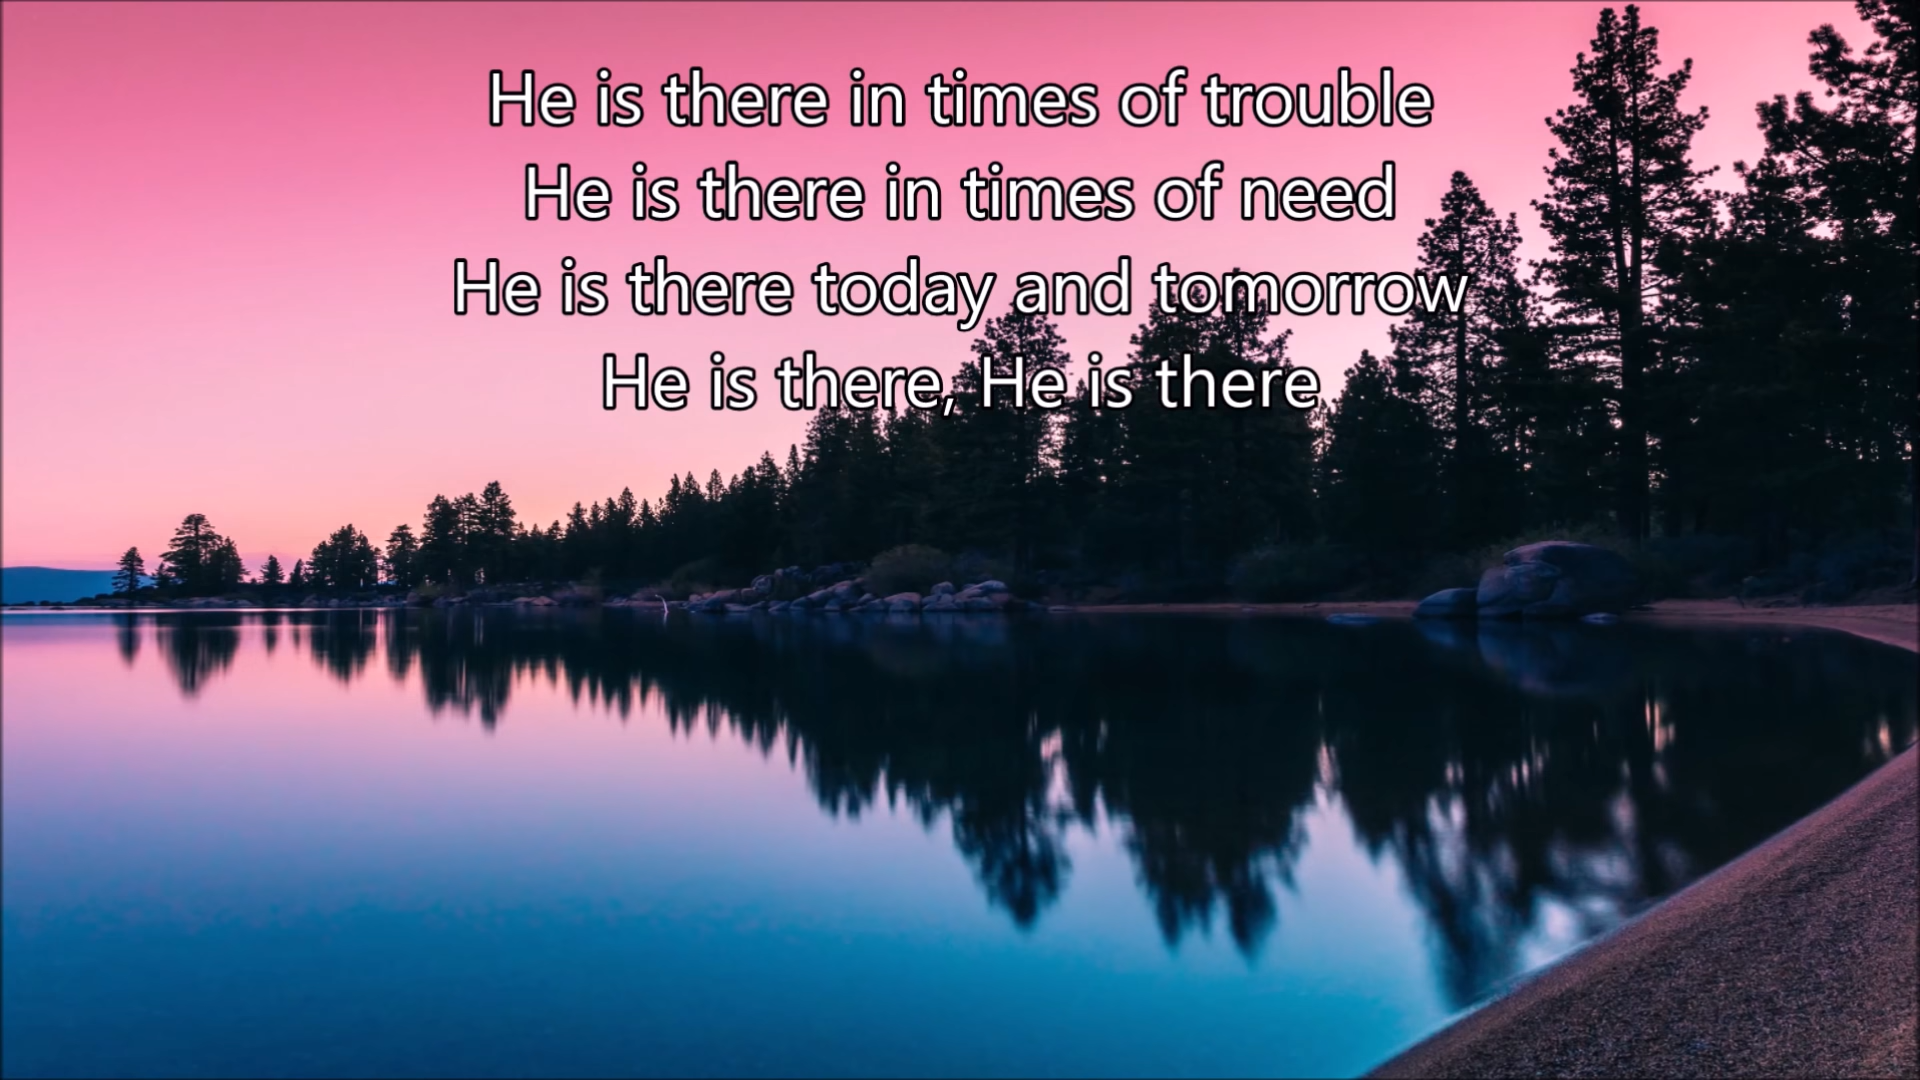 He is there in times of trouble
He is there in times of need
He is there today and tomorrow
He is there, He is there